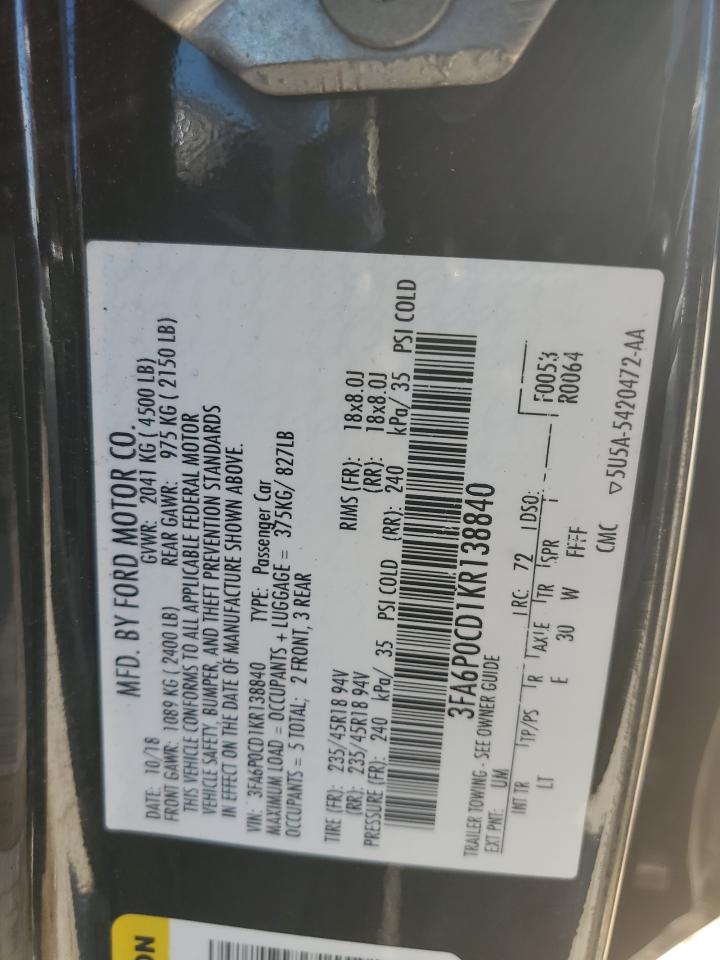 MFD. BY FORD MOTOR CO.
DATE: 10/18 GVWR: 2041 KG ( 4500 LB)
FRONT GAWR: 1089 KG ( 2400 LB) REAR GAWR: 975 KG ( 2150 LB)
THIS VEHICLE CONFORMS TO ALL APPLICABLE FEDERAL MOTOR
VEHICLE SAFETY, BUMPER, AND THEFT PREVENTION STANDARDS
IN EFFECT ON THE DATE OF MANUFACTURE SHOWN ABOVE.
VIN: 3FA6P0CD1KR138840 TYPE: Passenger Car
MAXIMUM LOAD = OCCUPANTS + LUGGAGE = 375KG/ 827LB
OCCUPANTS = 5 TOTAL; 2 FRONT, 3 REAR
TIRE (FR): 235/45R18 94V RIMS (FR): 18x8.0J
(RR): 235/45R18 94V (RR): 18x8.0J
PRESSURE (FR): 240 kPa/ 35 PSI COLD (RR): 240 kPa/ 35 PSI COLD
3FA6P0CD1KR138840
TRAILER TOWING - SEE OWNER GUIDE
EXT PNT: UM RC: 72 DSO: F0053
R0064
INT TR TP/PS R AXLE TR SPR
LT E 30 W
CMC 5U5A-5420472-AA
ON